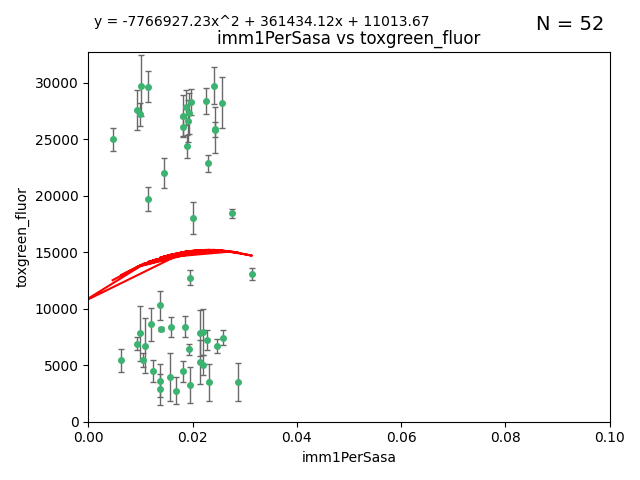 y = -7766927.23x^2 + 361434.12x + 11013.67
N = 52
imm1PerSasa vs toxgreen_fluor
30000
25000
20000
15000
10000
5000
0
toxgreen_fluor
0.00 0.02 0.04 0.06 0.08 0.10
imm1PerSasa